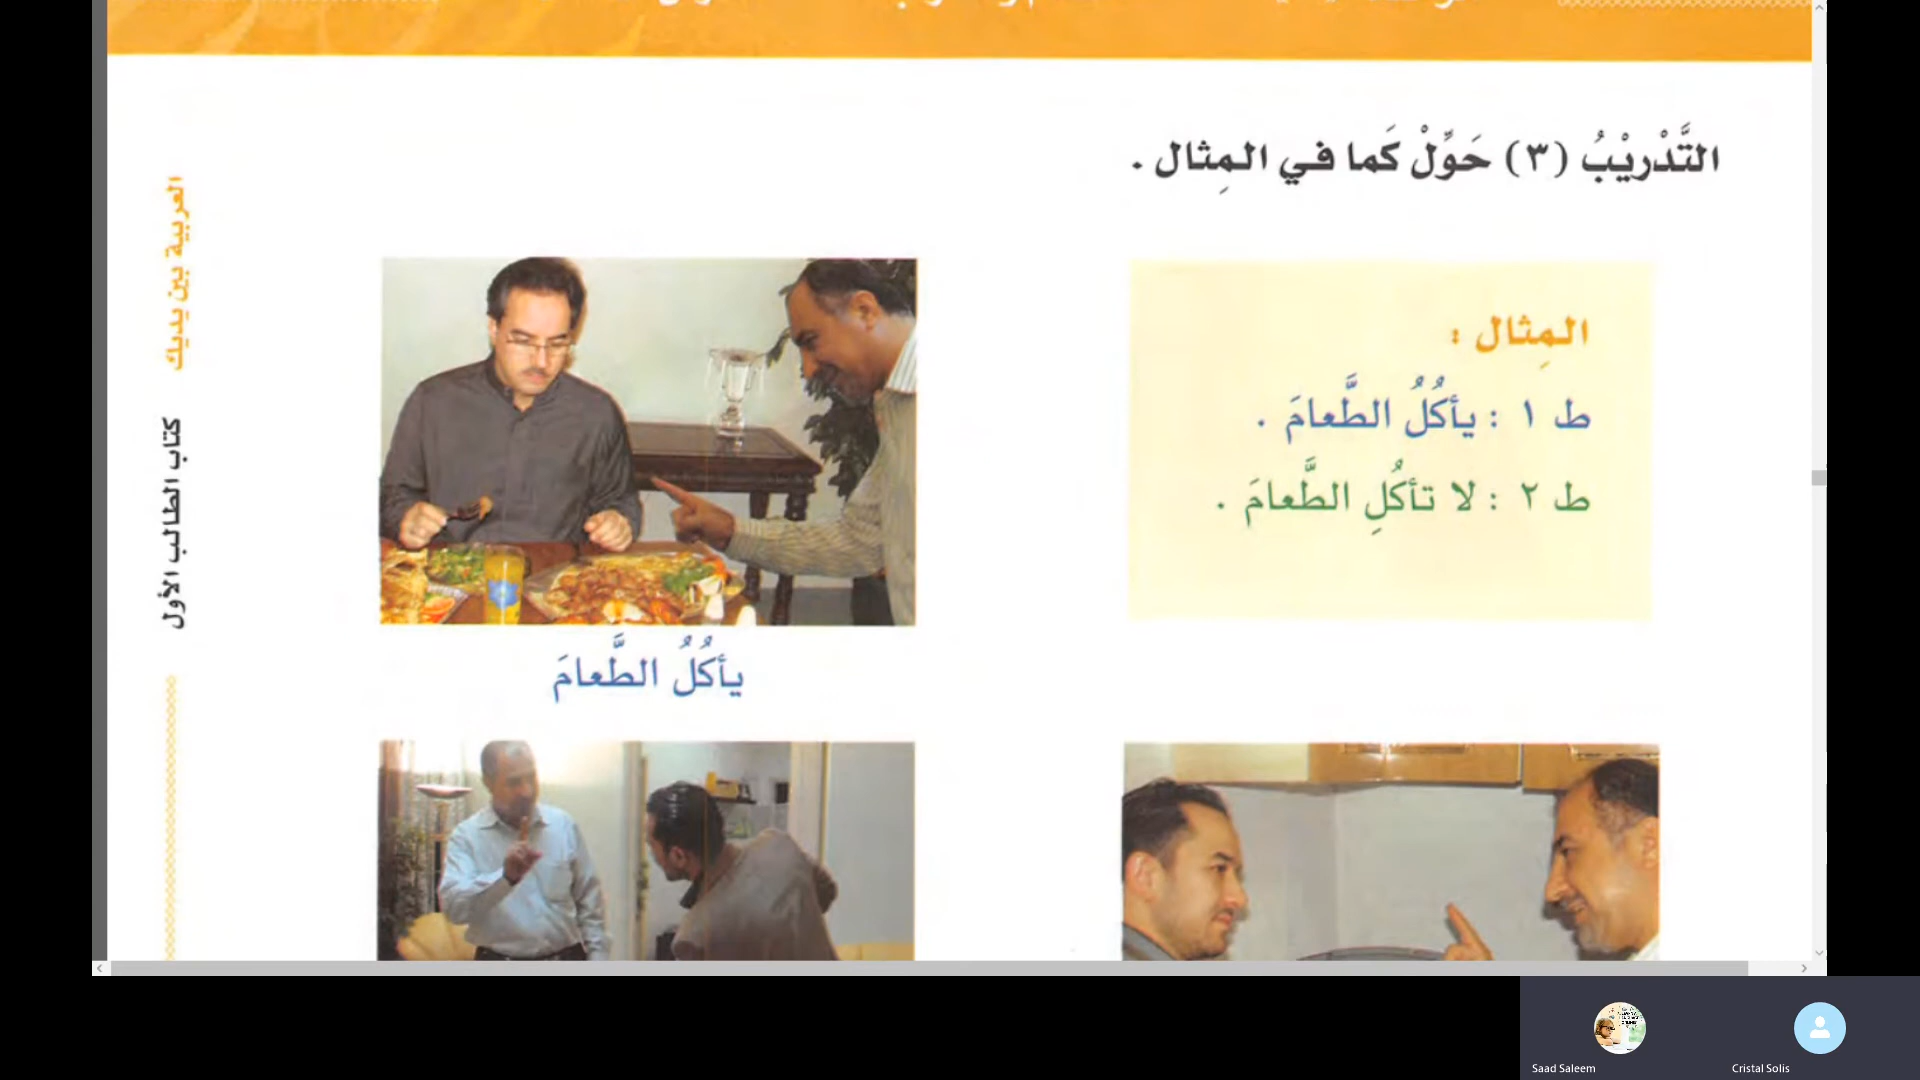 التَّدْرِيْبُ (٣) حَوِّلْ كَما في المِثال .
المِثال :
ط ١ : يأكُلُ الطَّعامَ .
ط ٢ : لا تأكُلِ الطَّعامَ .
يأكُلُ الطَّعامَ
العربية بين يديك
كتاب الطالب الأول
Saad Saleem
Cristal Solis